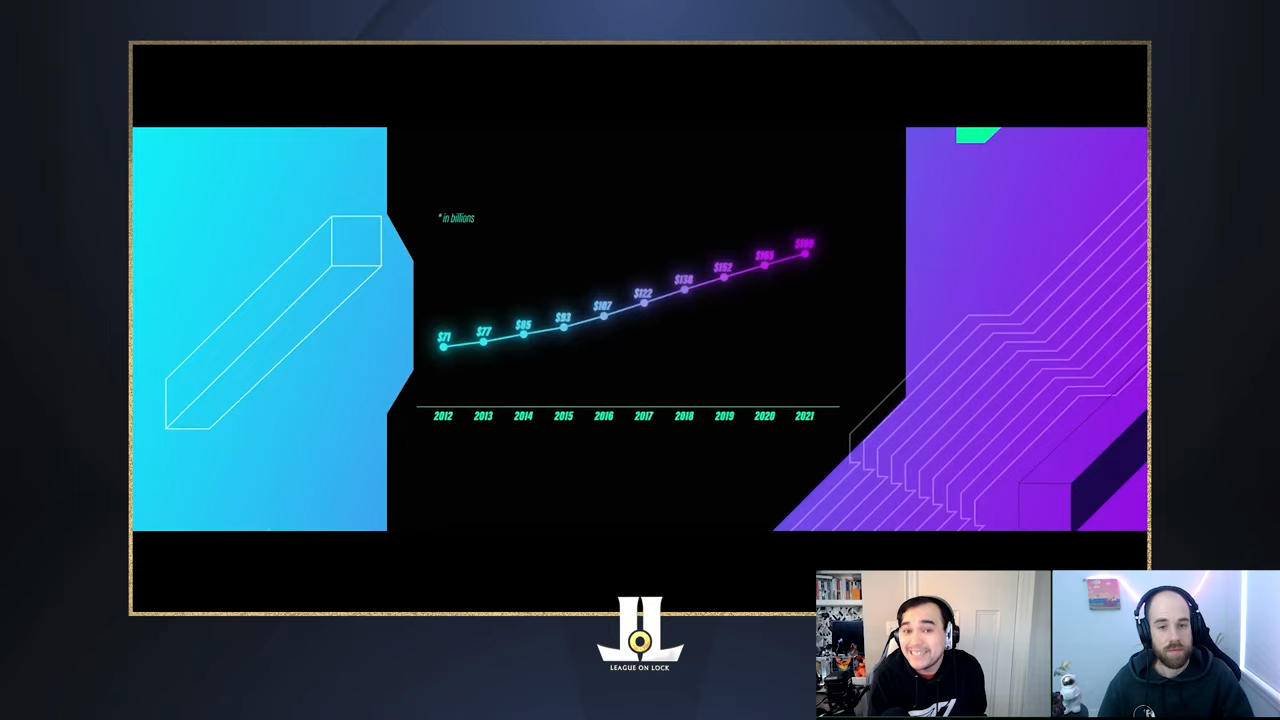 * in billions
$71 $77 $85 $93 $107 $122 $138 $152 $165
2012 2013 2014 2015 2016 2017 2018 2019 2020 2021
LEAGUE ON LOCK